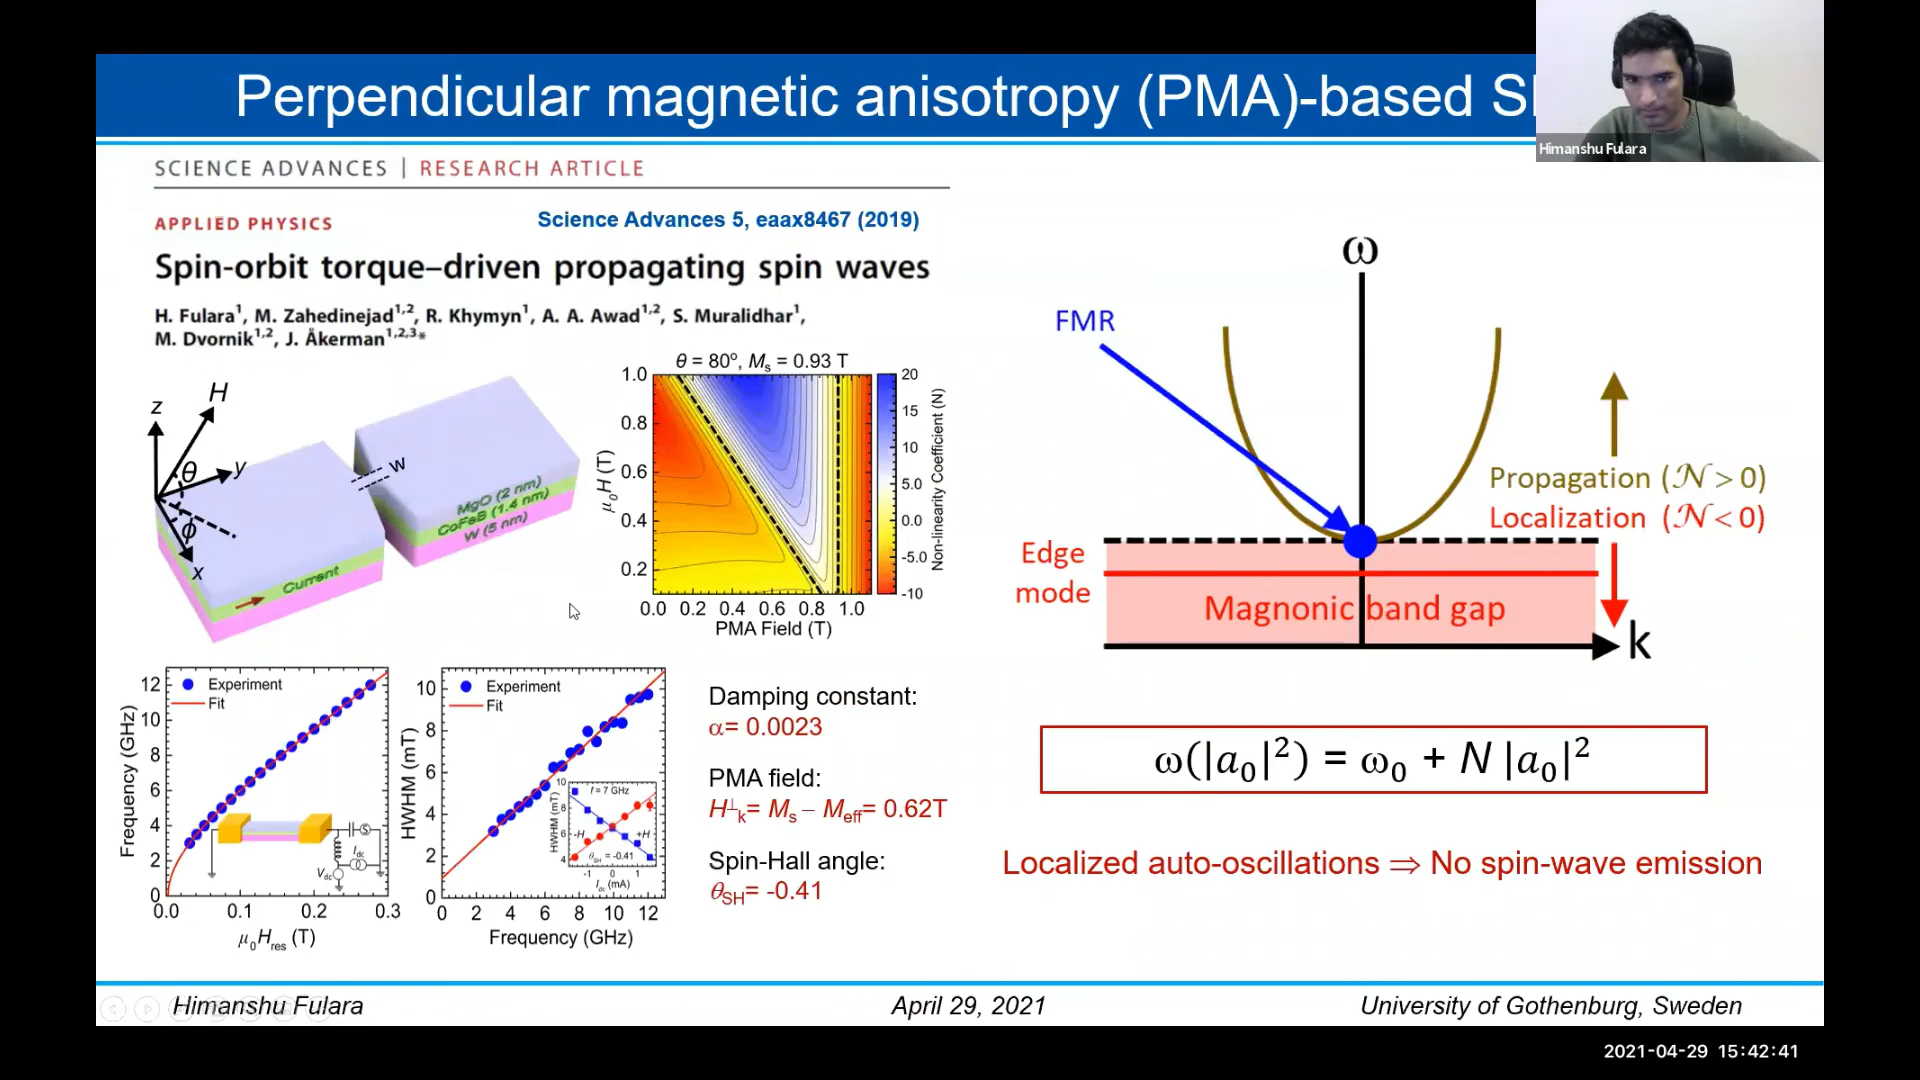 Perpendicular magnetic anisotropy (PMA)-based
Himanshu Fulara
SCIENCE ADVANCES | RESEARCH ARTICLE
APPLIED PHYSICS
Science Advances 5, eaax8467 (2019)
Spin-orbit torque–driven propagating spin waves
H. Fulara¹, M. Zahedinejad¹,², R. Khymyn¹, A. A. Awad¹,², S. Muralidhar¹,
M. Dvornik¹,², J. Åkerman¹,²,³*
z
H
θ
y
ϕ
x
w
MgO (2 nm)
CoFeB (1.4 nm)
W (5 nm)
Current
θ = 80°, Mₛ = 0.93 T
1.0
0.8
0.6
0.4
0.2
μ₀H (T)
0.0 0.2 0.4 0.6 0.8 1.0
PMA Field (T)
20
15
10
5.0
0.0
-5.0
-10
Non-linearity Coefficient (N)
ω
FMR
Propagation (𝒩 > 0)
Localization (𝒩 < 0)
Edge
mode
Magnonic band gap
k
12
10
8
6
4
2
0
Frequency (GHz)
Experiment
Fit
I_dc
V_dc
0.0 0.1 0.2 0.3
μ₀H_res (T)
10
8
6
4
2
0
HWHM (mT)
Experiment
Fit
10
8
6
4
HWHM (mT)
f = 7 GHz
-H
+H
θ_SH = -0.41
-1 0 1
I_dc (mA)
0 2 4 6 8 10 12
Frequency (GHz)
Damping constant:
α= 0.0023
PMA field:
H^⊥_k= Mₛ – M_eff= 0.62T
Spin-Hall angle:
θ_SH= -0.41
ω(|a₀|²) = ω₀ + N |a₀|²
Localized auto-oscillations ⇒ No spin-wave emission
Himanshu Fulara
April 29, 2021
University of Gothenburg, Sweden
2021-04-29 15:42:41